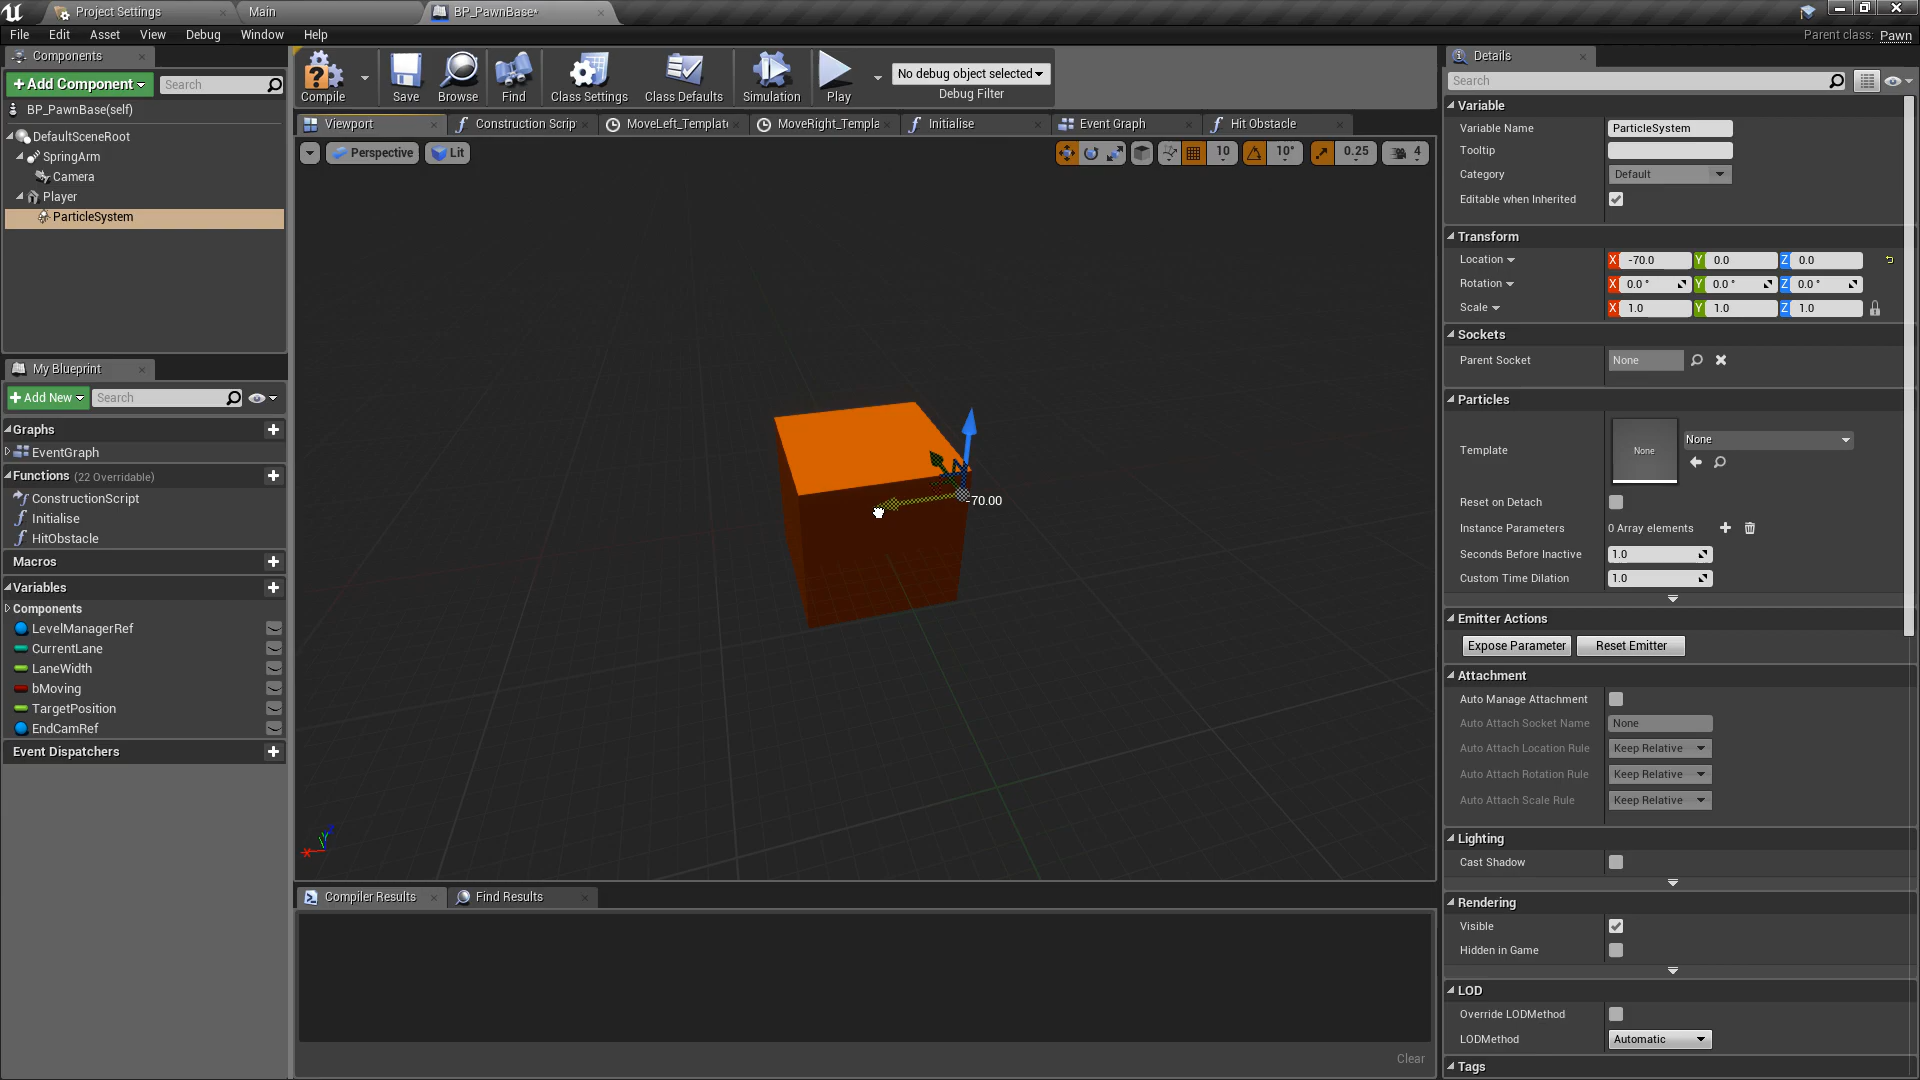 Project Settings
Main
BP_PawnBase*
File
Edit
Asset
View
Debug
Window
Help
Parent class: Pawn
Components
+ Add Component
Search
BP_PawnBase(self)
DefaultSceneRoot
SpringArm
Camera
Player
ParticleSystem
My Blueprint
+ Add New
Search
Graphs
EventGraph
Functions (22 Overridable)
ConstructionScript
Initialise
HitObstacle
Macros
Variables
Components
LevelManagerRef
CurrentLane
LaneWidth
bMoving
TargetPosition
EndCamRef
Event Dispatchers
Compile
Save
Browse
Find
Class Settings
Class Defaults
Simulation
Play
No debug object selected
Debug Filter
Viewport
Construction Scrip
MoveLeft_Templat
MoveRight_Templa
Initialise
Event Graph
Hit Obstacle
Perspective
Lit
10
10°
0.25
4
-70.00
X
Y
Z
Compiler Results
Find Results
Clear
Details
Search
Variable
Variable Name ParticleSystem
Tooltip
Category Default
Editable when Inherited
Transform
Location X -70.0 Y 0.0 Z 0.0
Rotation X 0.0 ° Y 0.0 ° Z 0.0 °
Scale X 1.0 Y 1.0 Z 1.0
Sockets
Parent Socket None
Particles
Template None None
Reset on Detach
Instance Parameters 0 Array elements
Seconds Before Inactive 1.0
Custom Time Dilation 1.0
Emitter Actions
Expose Parameter Reset Emitter
Attachment
Auto Manage Attachment
Auto Attach Socket Name None
Auto Attach Location Rule Keep Relative
Auto Attach Rotation Rule Keep Relative
Auto Attach Scale Rule Keep Relative
Lighting
Cast Shadow
Rendering
Visible
Hidden in Game
LOD
Override LODMethod
LODMethod Automatic
Tags